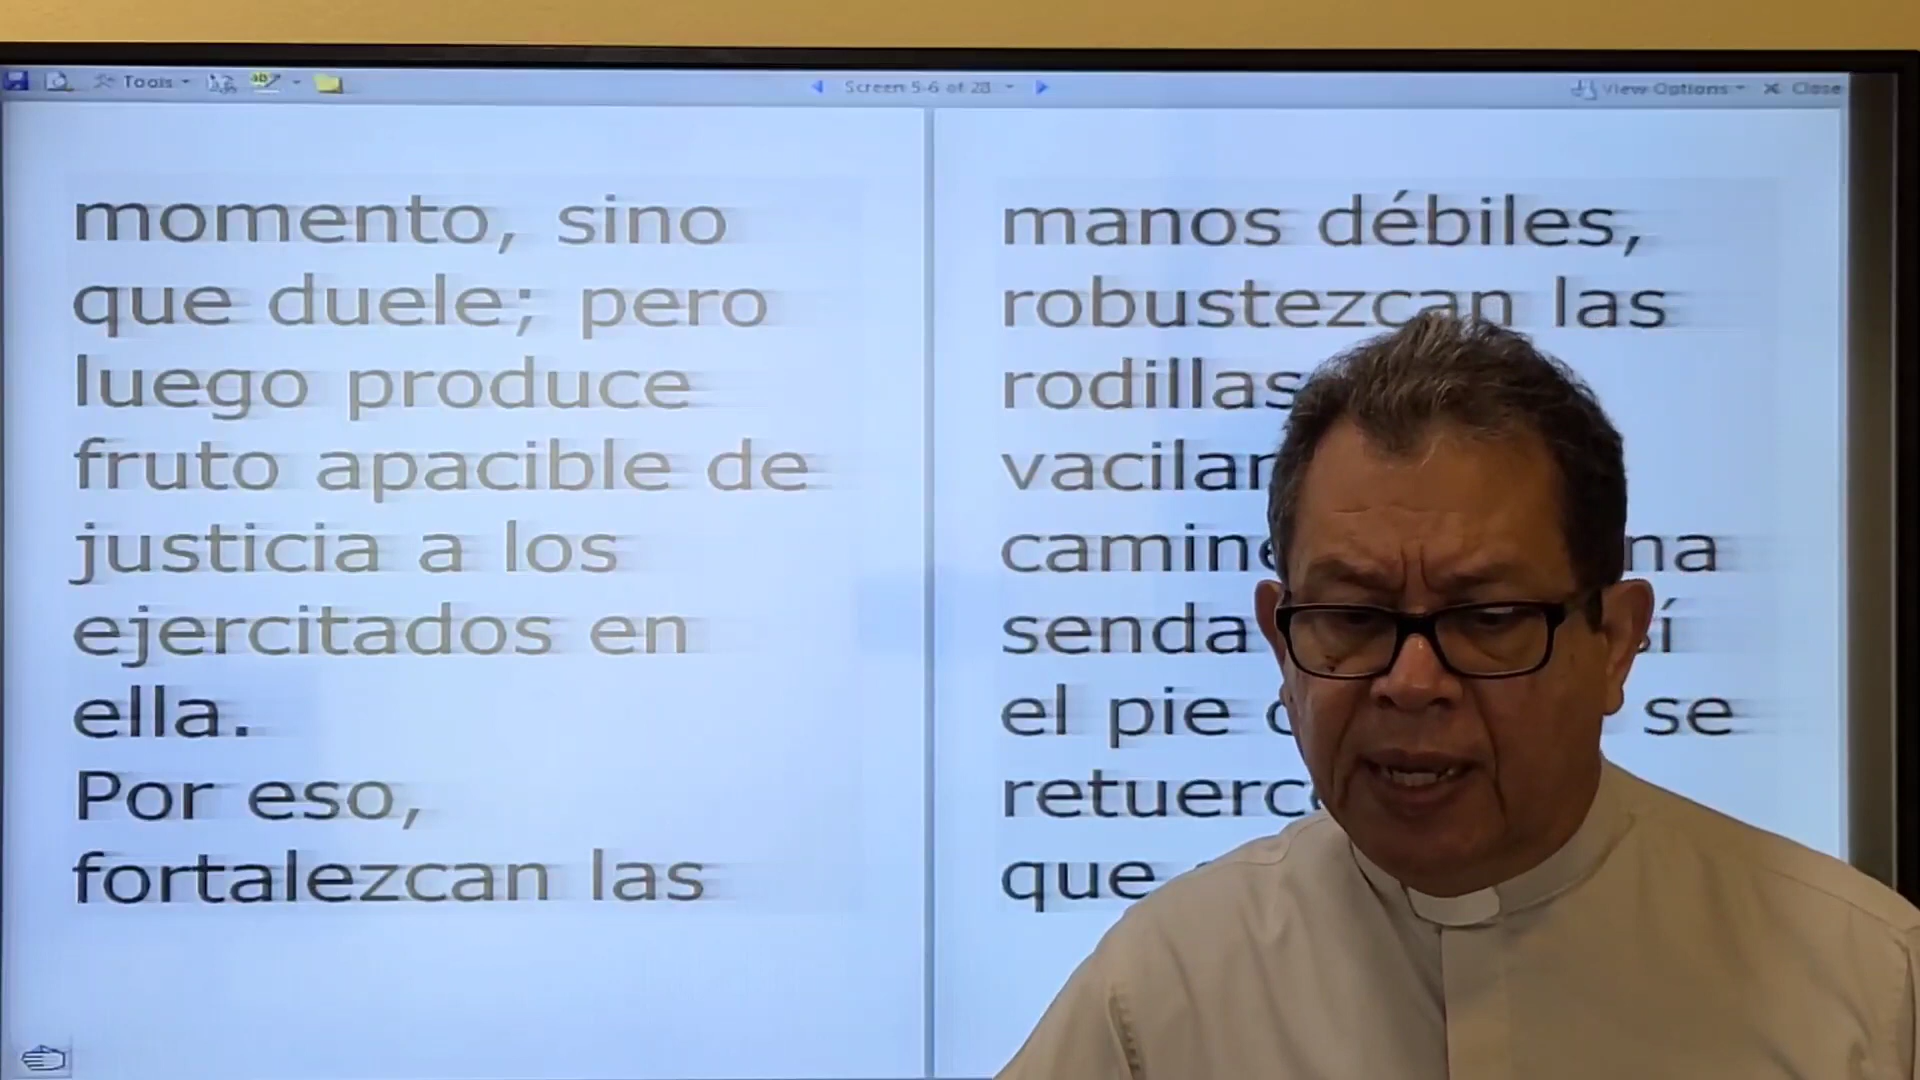 Tools
Screen 5-6 of 28
View Options
Close
momento, sino
que duele; pero
luego produce
fruto apacible de
justicia a los
ejercitados en
ella.
Por eso,
fortalezcan las
manos débiles,
robustezcan las
rodillas
camine
senda
el pie se
que